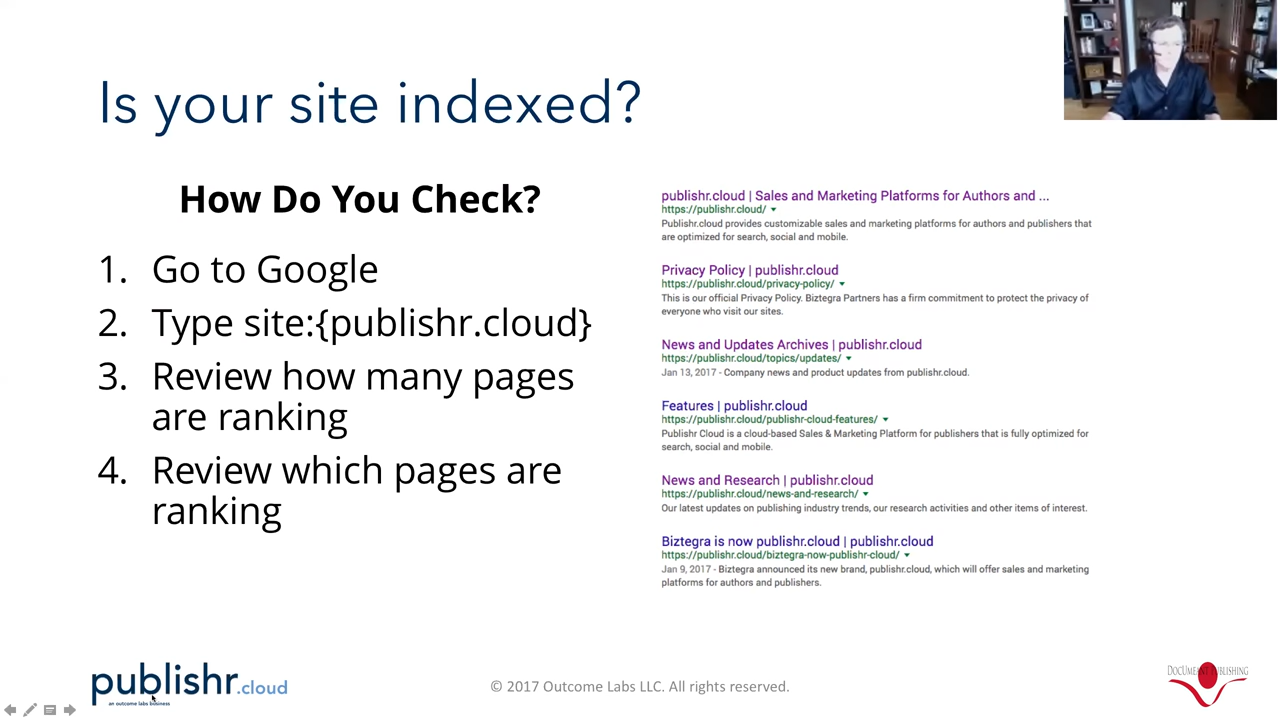 Is your site indexed?
How Do You Check?
1. Go to Google
2. Type site:{publishr.cloud}
3. Review how many pages
are ranking
4. Review which pages are
ranking
publishr.cloud | Sales and Marketing Platforms for Authors and ...
https://publishr.cloud/
Publishr.cloud provides customizable sales and marketing platforms for authors and publishers that
are optimized for search, social and mobile.
Privacy Policy | publishr.cloud
https://publishr.cloud/privacy-policy/
This is our official Privacy Policy. Biztegra Partners has a firm commitment to protect the privacy of
everyone who visit our sites.
News and Updates Archives | publishr.cloud
https://publishr.cloud/topics/updates/
Jan 13, 2017 - Company news and product updates from publishr.cloud.
Features | publishr.cloud
https://publishr.cloud/publishr-cloud-features/
Publishr Cloud is a cloud-based Sales & Marketing Platform for publishers that is fully optimized for
search, social and mobile.
News and Research | publishr.cloud
https://publishr.cloud/news-and-research/
Our latest updates on publishing industry trends, our research activities and other items of interest.
Biztegra is now publishr.cloud | publishr.cloud
https://publishr.cloud/biztegra-now-publishr-cloud/
Jan 9, 2017 - Biztegra announced its new brand, publishr.cloud, which will offer sales and marketing
platforms for authors and publishers.
publishr.cloud
an outcome labs business
© 2017 Outcome Labs LLC. All rights reserved.
DOCUMEANT PUBLISHING